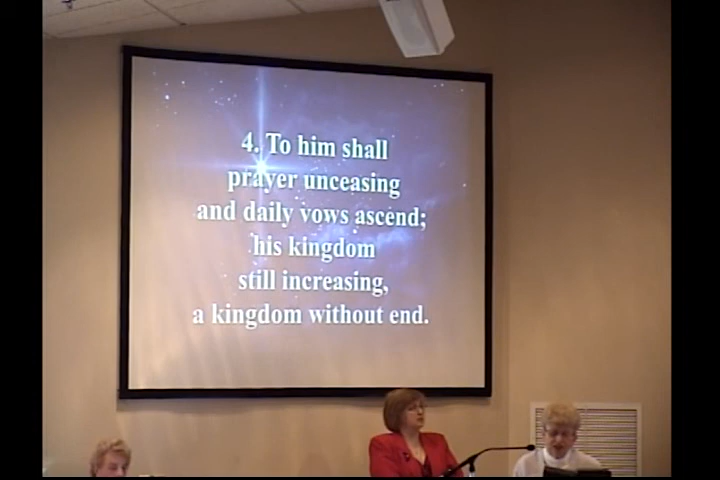 4. To him shall
prayer unceasing
and daily vows ascend;
his kingdom
still increasing,
a kingdom without end.